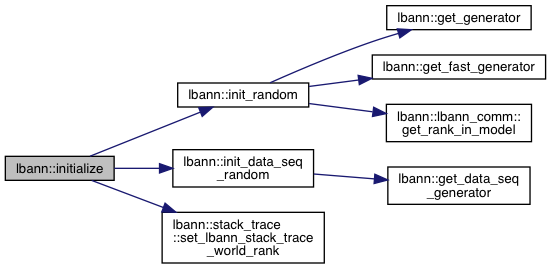 lbann::get_generator
lbann::init_random
lbann::get_fast_generator
lbann::lbann_comm::
get_rank_in_model
lbann::initialize
lbann::init_data_seq
_random
lbann::get_data_seq
_generator
lbann::stack_trace
::set_lbann_stack_trace
_world_rank